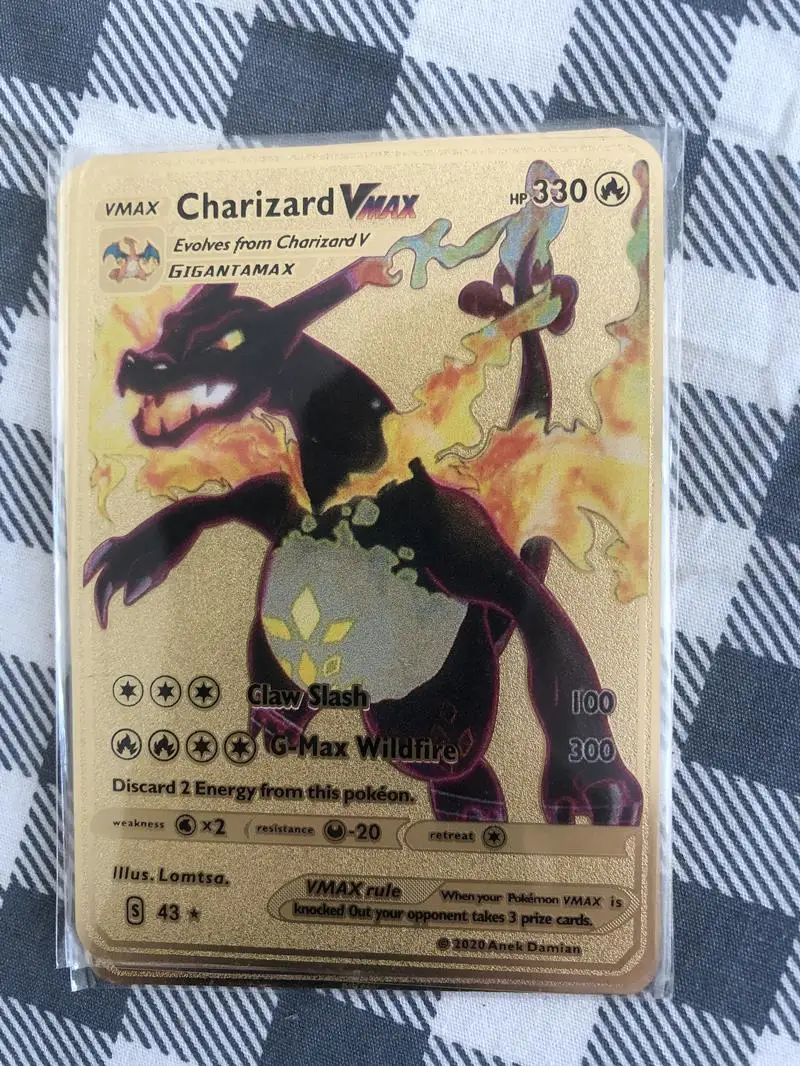 VMAX Charizard VMAX HP 330
Evolves from Charizard V
GIGANTAMAX
Claw Slash 100
G-Max Wildfire 300
Discard 2 Energy from this pokéon.
weakness ×2 resistance -20 retreat
Illus. Lomtsa.
VMAX rule When your Pokémon VMAX is
knocked Out your opponent takes 3 prize cards.
S 43
© 2020 Anek Damian